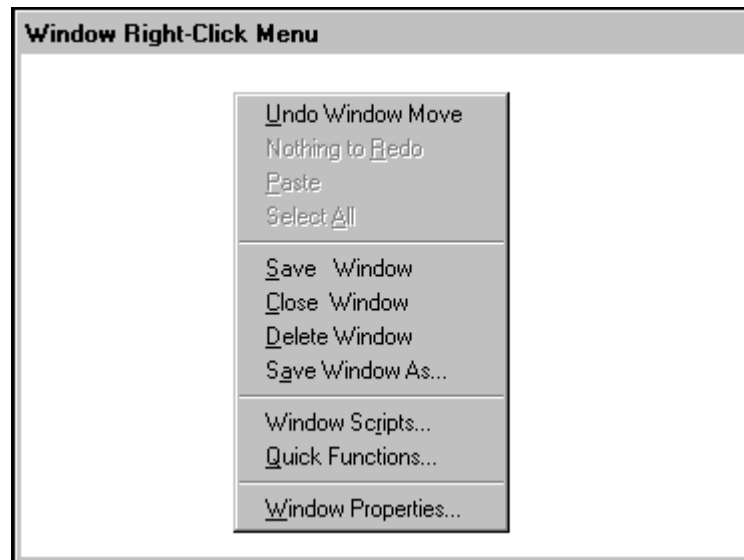 Window Right-Click Menu
Undo Window Move
Nothing to Redo
Paste
Select All
Save   Window
Close  Window
Delete Window
Save Window As...
Window Scripts...
Quick Functions...
Window Properties...